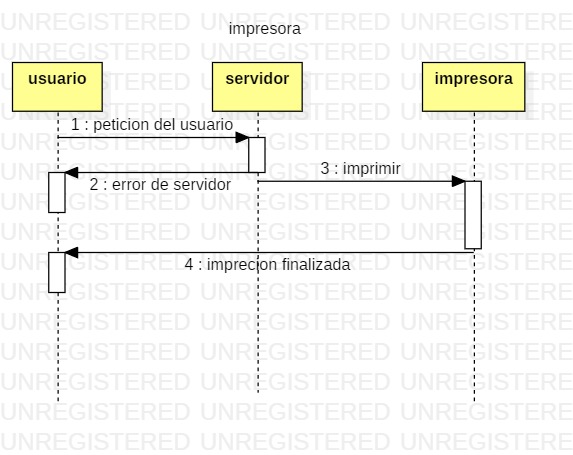 impresora
usuario
servidor
impresora
1 : peticion del usuario
2 : error de servidor
3 : imprimir
4 : imprecion finalizada
UNREGISTERED UNREGISTERED UNREGISTERED